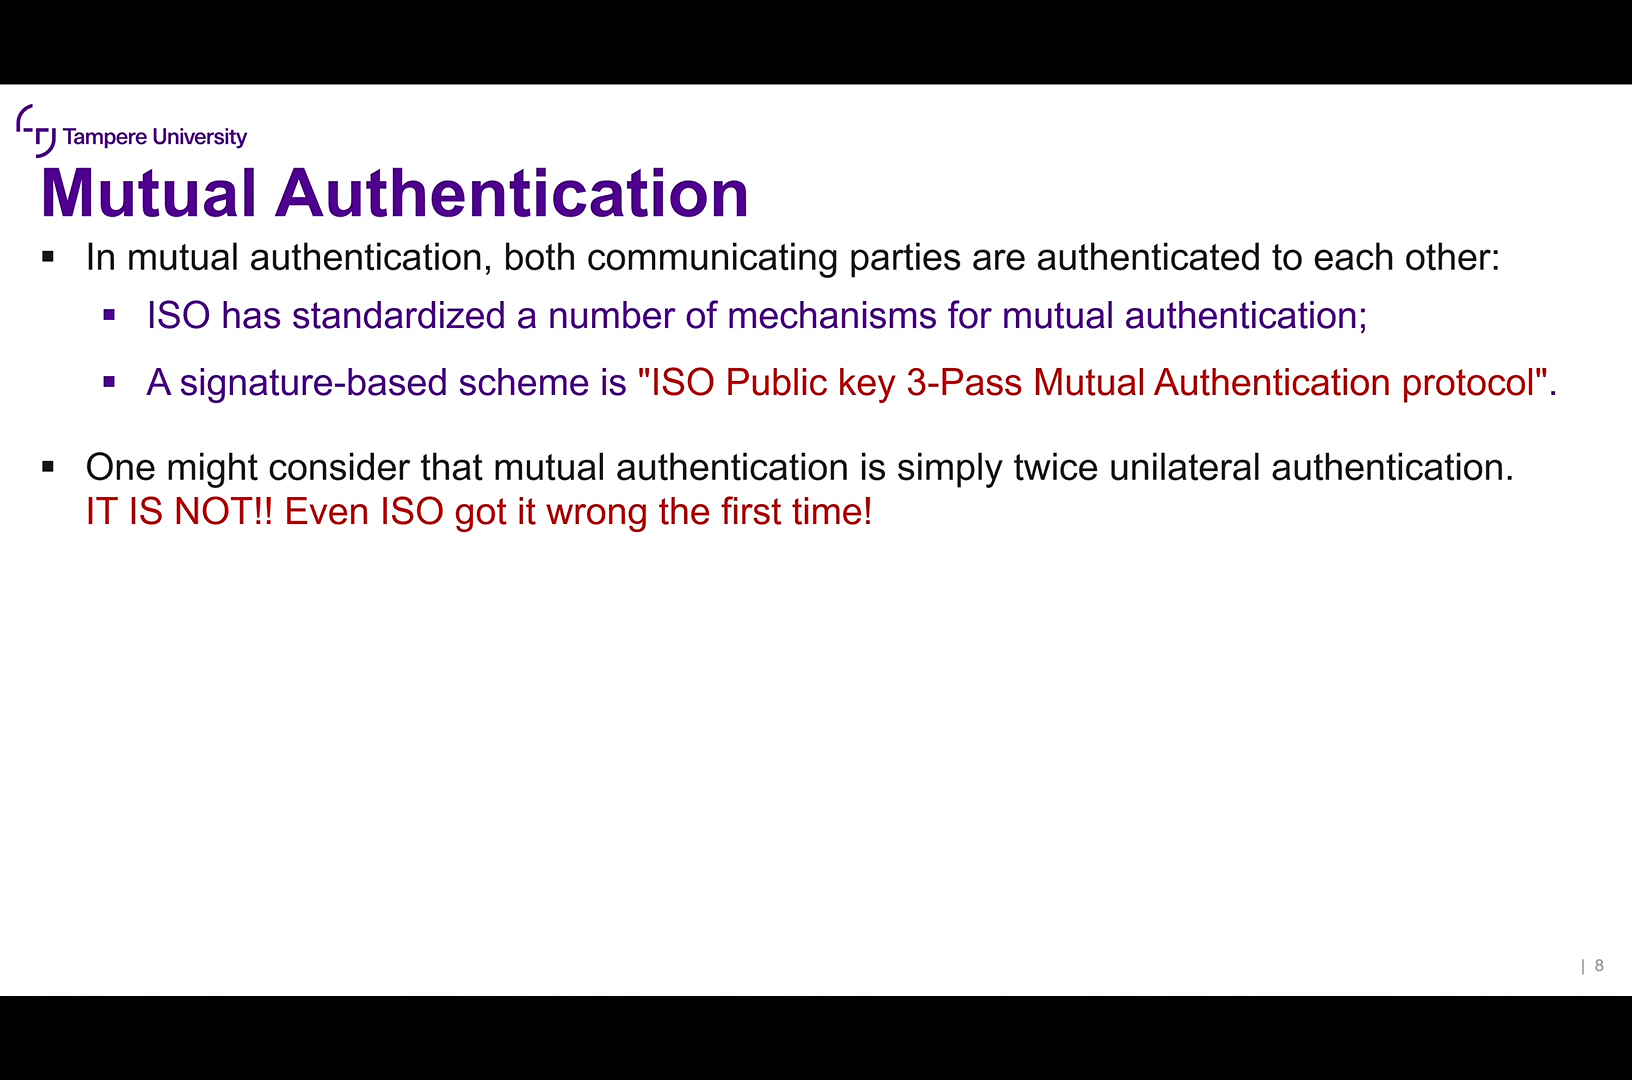 Tampere University
Mutual Authentication
▪ In mutual authentication, both communicating parties are authenticated to each other:
▪ ISO has standardized a number of mechanisms for mutual authentication;
▪ A signature-based scheme is "ISO Public key 3-Pass Mutual Authentication protocol".
▪ One might consider that mutual authentication is simply twice unilateral authentication.
IT IS NOT!! Even ISO got it wrong the first time!
| 8